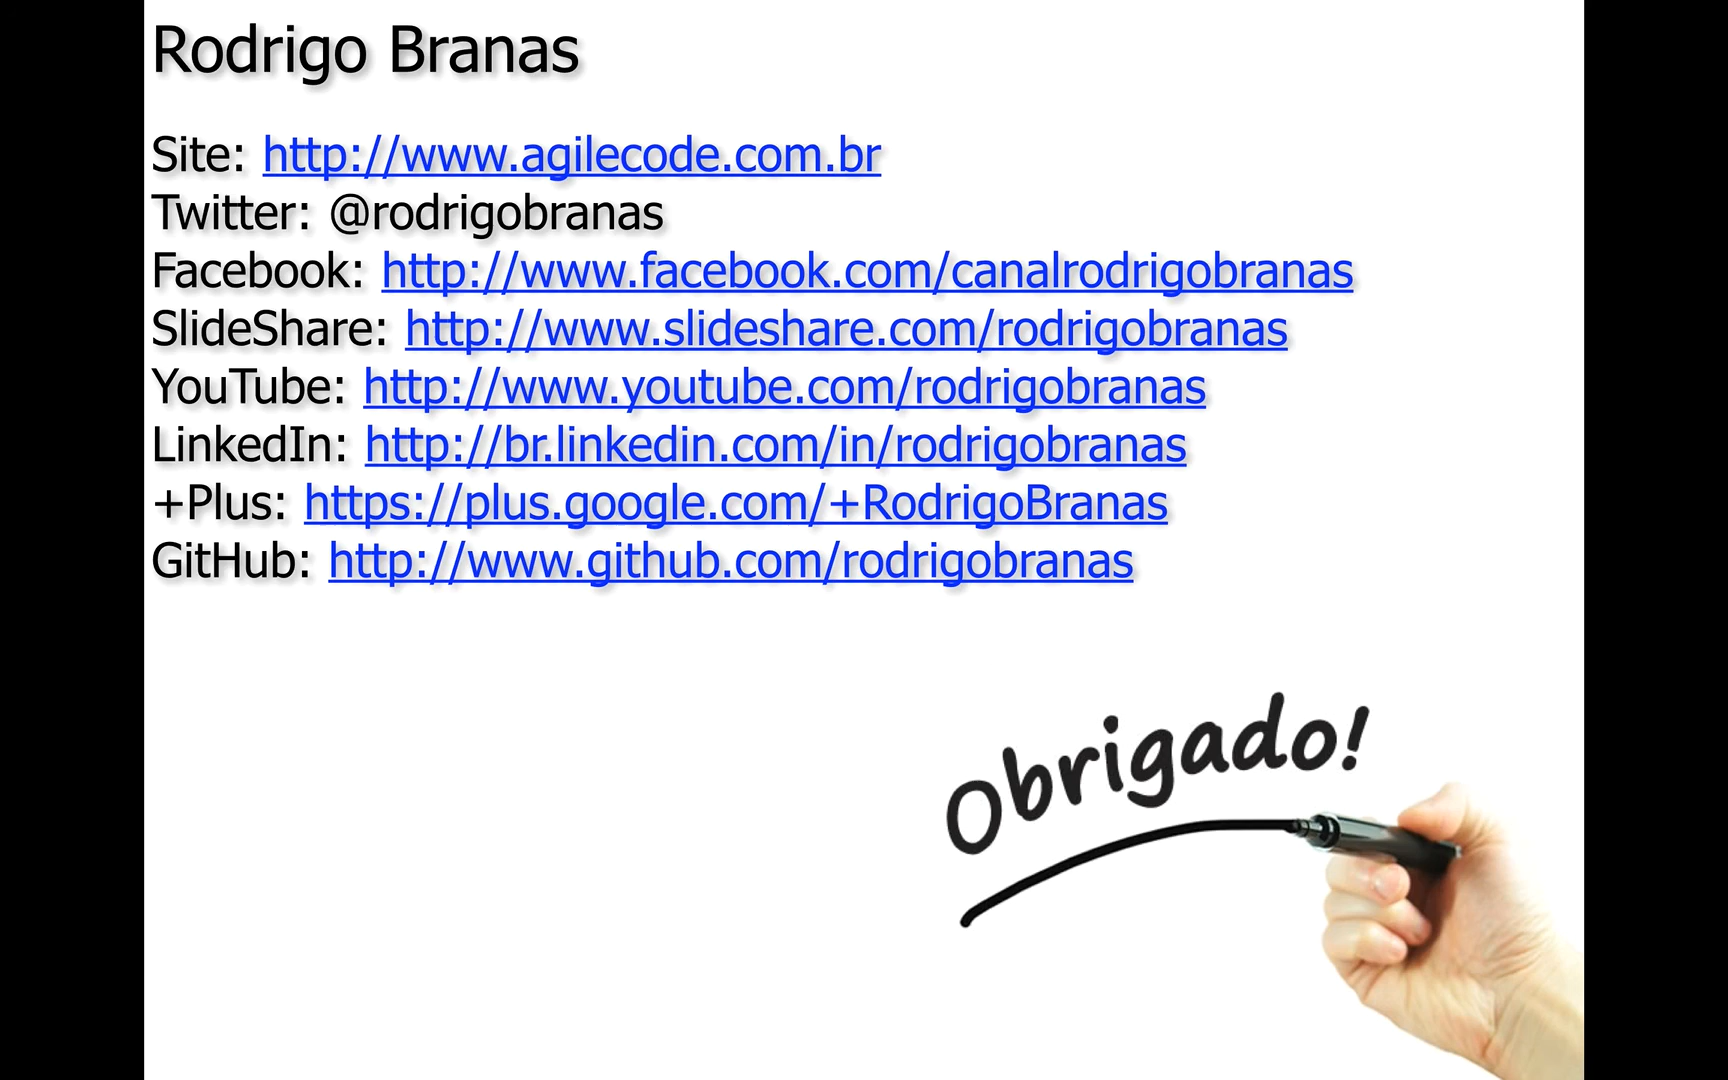 Rodrigo Branas
Site: http://www.agilecode.com.br
Twitter: @rodrigobranas
Facebook: http://www.facebook.com/canalrodrigobranas
SlideShare: http://www.slideshare.com/rodrigobranas
YouTube: http://www.youtube.com/rodrigobranas
LinkedIn: http://br.linkedin.com/in/rodrigobranas
+Plus: https://plus.google.com/+RodrigoBranas
GitHub: http://www.github.com/rodrigobranas
Obrigado!